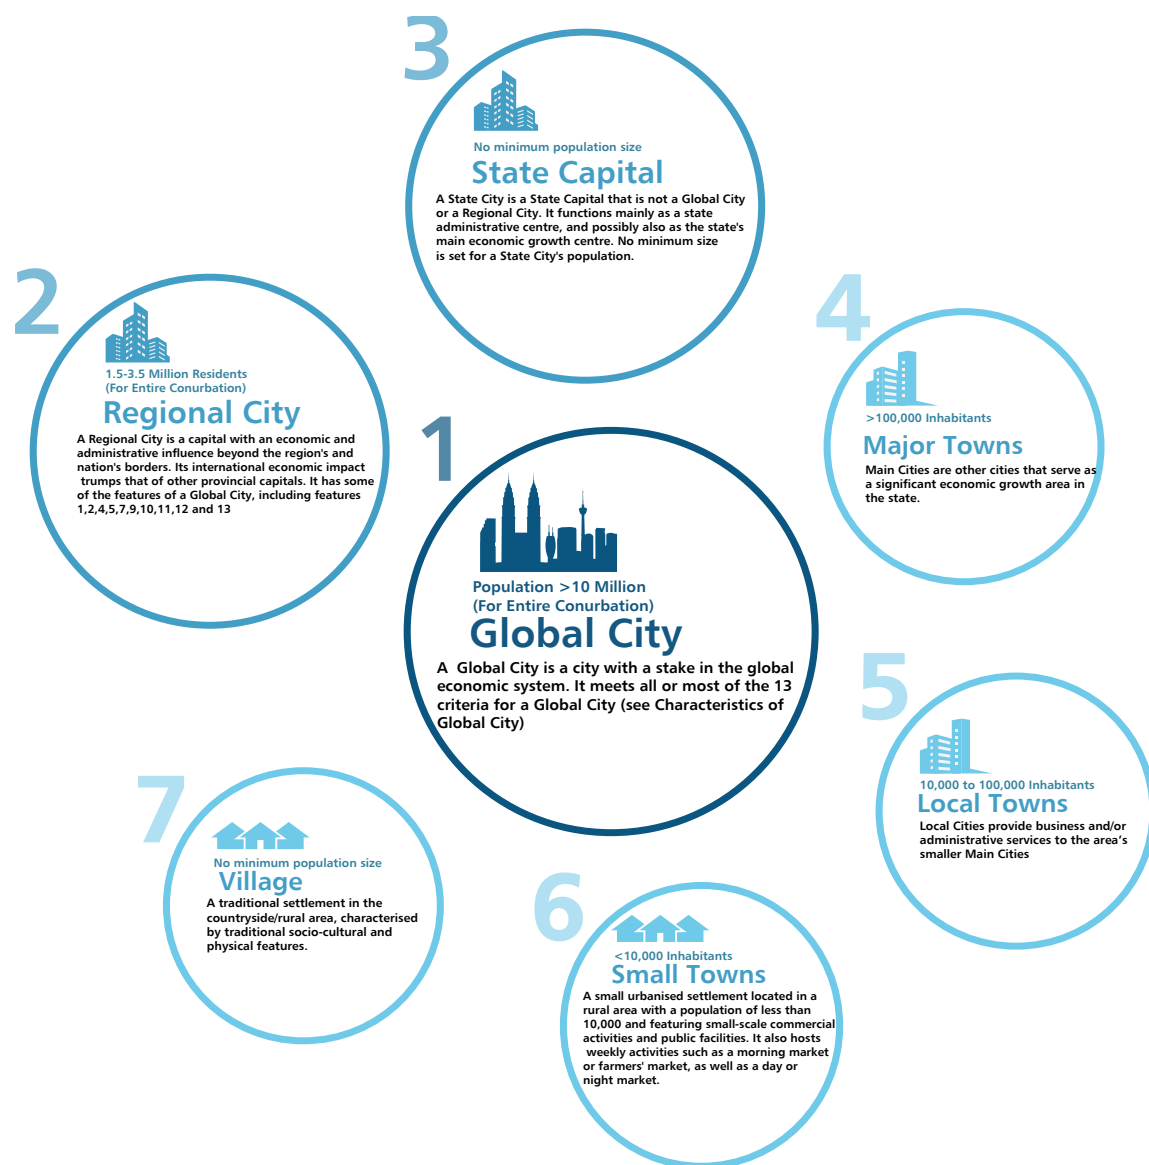 3
No minimum population size
State Capital
A State City is a State Capital that is not a Global City
or a Regional City. It functions mainly as a state
administrative centre, and possibly also as the state's
main economic growth centre. No minimum size
is set for a State City's population.
2
1.5-3.5 Million Residents
(For Entire Conurbation)
Regional City
A Regional City is a capital with an economic and
administrative influence beyond the region's and
nation's borders. Its international economic impact
trumps that of other provincial capitals. It has some
of the features of a Global City, including features
1,2,4,5,7,9,10,11,12 and 13
4
>100,000 Inhabitants
Major Towns
Main Cities are other cities that serve as
a significant economic growth area in
the state.
1
Population >10 Million
(For Entire Conurbation)
Global City
A Global City is a city with a stake in the global
economic system. It meets all or most of the 13
criteria for a Global City (see Characteristics of
Global City)
5
10,000 to 100,000 Inhabitants
Local Towns
Local Cities provide business and/or
administrative services to the area's
smaller Main Cities
7
No minimum population size
Village
A traditional settlement in the
countryside/rural area, characterised
by traditional socio-cultural and
physical features.
6
<10,000 Inhabitants
Small Towns
A small urbanised settlement located in a
rural area with a population of less than
10,000 and featuring small-scale commercial
activities and public facilities. It also hosts
weekly activities such as a morning market
or farmers' market, as well as a day or
night market.